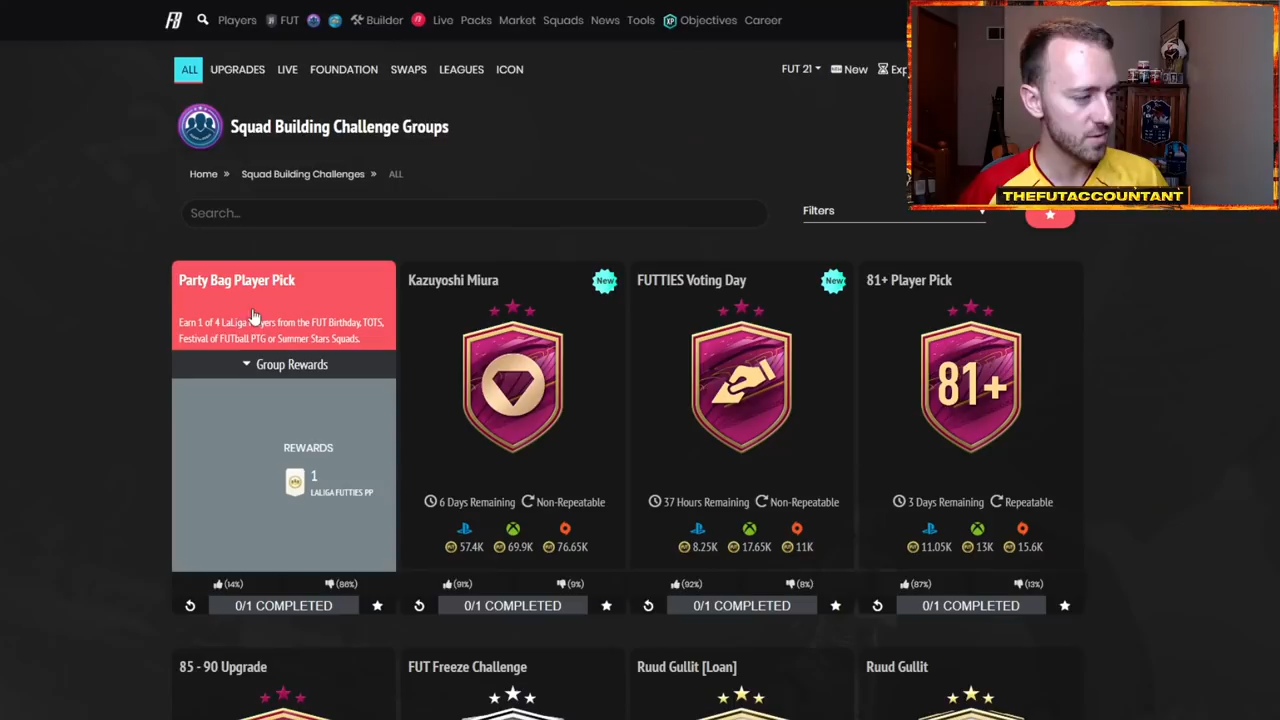 FB Players FUT Builder Live Packs Market Squads News Tools XP Objectives Career
ALL UPGRADES LIVE FOUNDATION SWAPS LEAGUES ICON FUT 21 New Exp
THEFUTACCOUNTANT
Squad Building Challenge Groups
Home » Squad Building Challenges » ALL
Search... Filters
Party Bag Player Pick
Earn 1 of 4 LaLiga Players from the FUT Birthday, TOTS,
Festival of FUTball PTG or Summer Stars Squads.
Group Rewards
REWARDS
1
LALIGA FUTTIES PP
(14%) (86%)
0/1 COMPLETED
Kazuyoshi Miura
New
6 Days Remaining Non-Repeatable
57.4K 69.9K 76.65K
(91%) (9%)
0/1 COMPLETED
FUTTIES Voting Day
New
37 Hours Remaining Non-Repeatable
8.25K 17.65K 11K
(92%) (8%)
0/1 COMPLETED
81+ Player Pick
81+
3 Days Remaining Repeatable
11.05K 13K 15.6K
(87%) (13%)
0/1 COMPLETED
85 - 90 Upgrade
FUT Freeze Challenge
Ruud Gullit [Loan]
Ruud Gullit